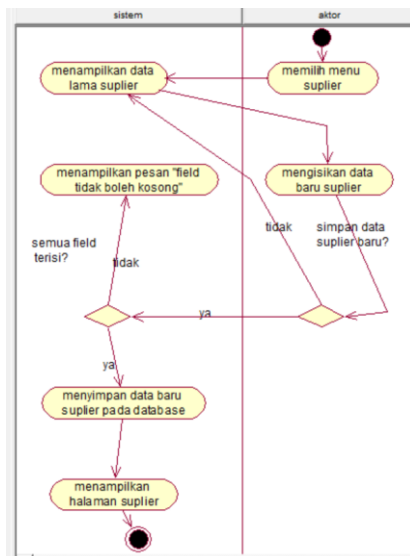 sistem
aktor
menampilkan data
lama suplier
memilih menu
suplier
menampilkan pesan "field
tidak boleh kosong"
mengisikan data
baru suplier
semua field
terisi?
tidak
tidak
simpan data
suplier baru?
ya
ya
menyimpan data baru
suplier pada database
menampilkan
halaman suplier